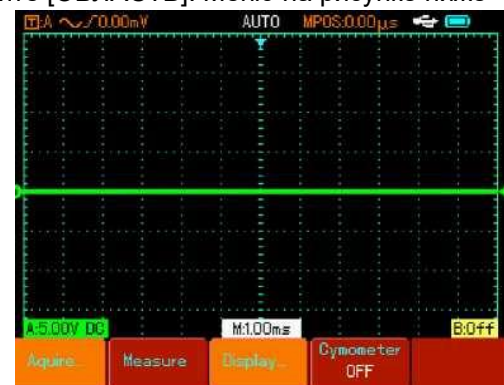 [ОБЛАСТЬ]. Меню на рисунке ниже
T:A 0.00mV AUTO MPOS:0.00μs
A:5.00V DC M:1.00ms B:Off
Aquire... Measure Display... Cymometer
OFF